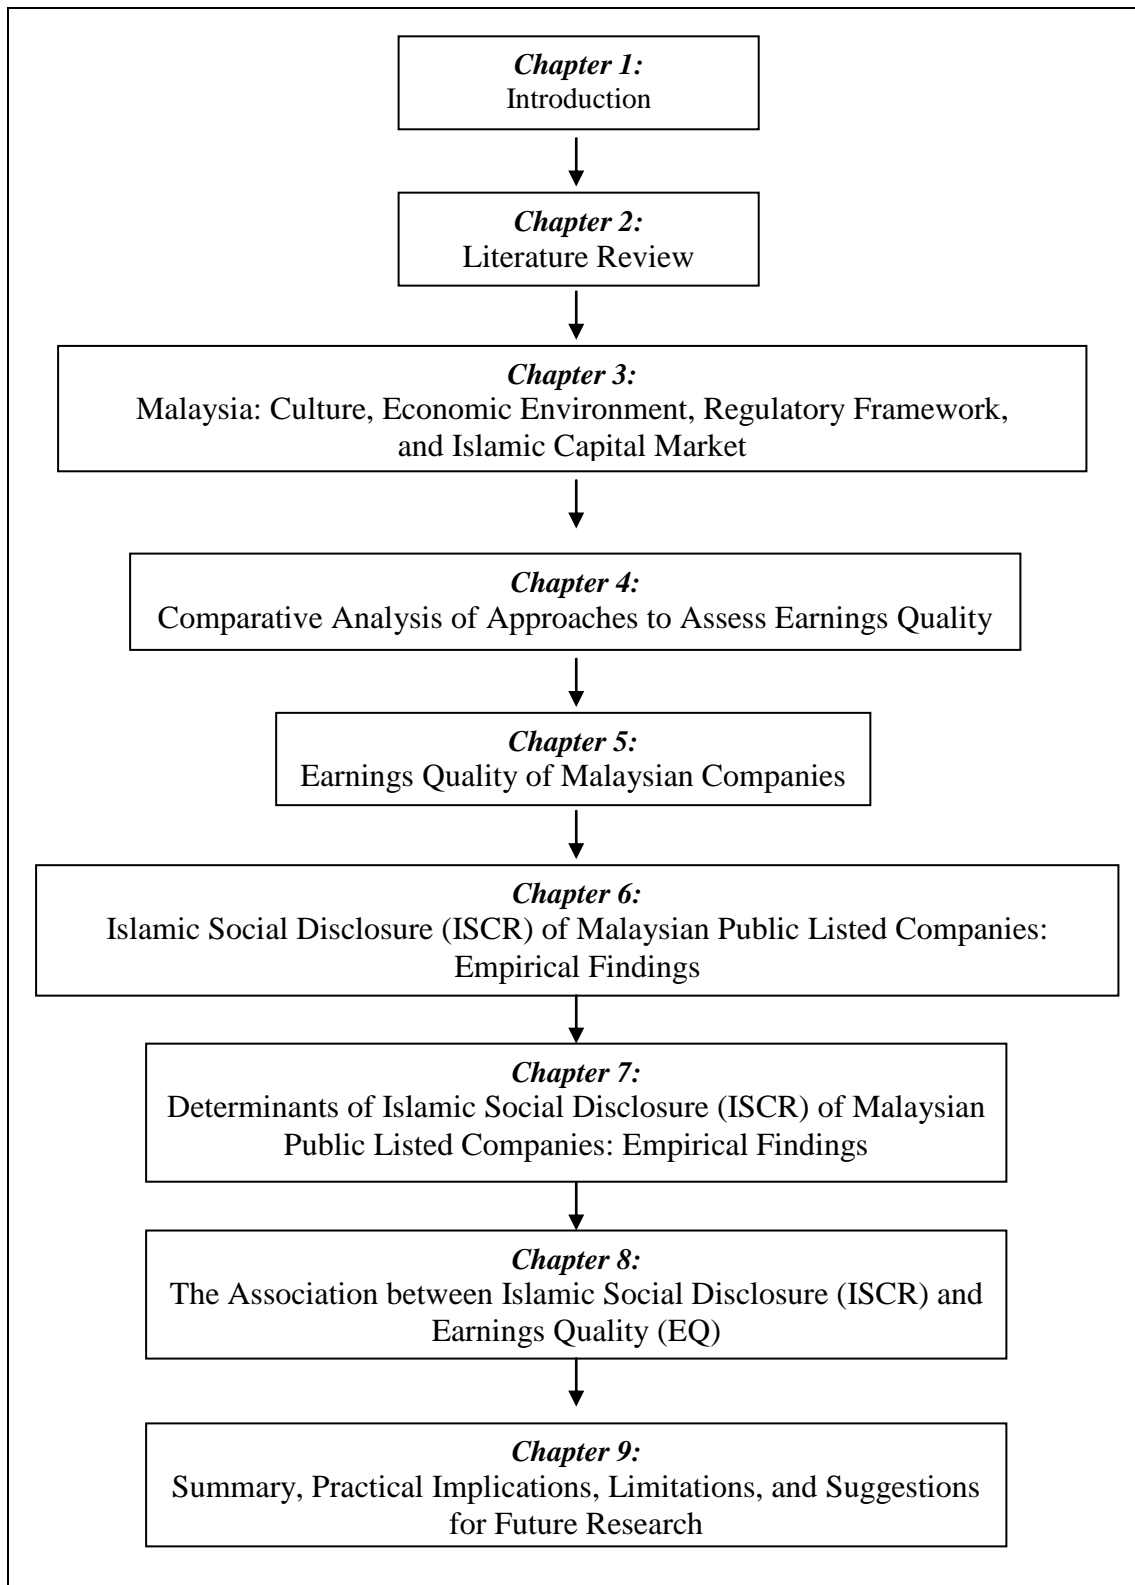 Chapter 1:
Introduction
Chapter 2:
Literature Review
Chapter 3:
Malaysia: Culture, Economic Environment, Regulatory Framework,
and Islamic Capital Market
Chapter 4:
Comparative Analysis of Approaches to Assess Earnings Quality
Chapter 5:
Earnings Quality of Malaysian Companies
Chapter 6:
Islamic Social Disclosure (ISCR) of Malaysian Public Listed Companies:
Empirical Findings
Chapter 7:
Determinants of Islamic Social Disclosure (ISCR) of Malaysian
Public Listed Companies: Empirical Findings
Chapter 8:
The Association between Islamic Social Disclosure (ISCR) and
Earnings Quality (EQ)
Chapter 9:
Summary, Practical Implications, Limitations, and Suggestions
for Future Research